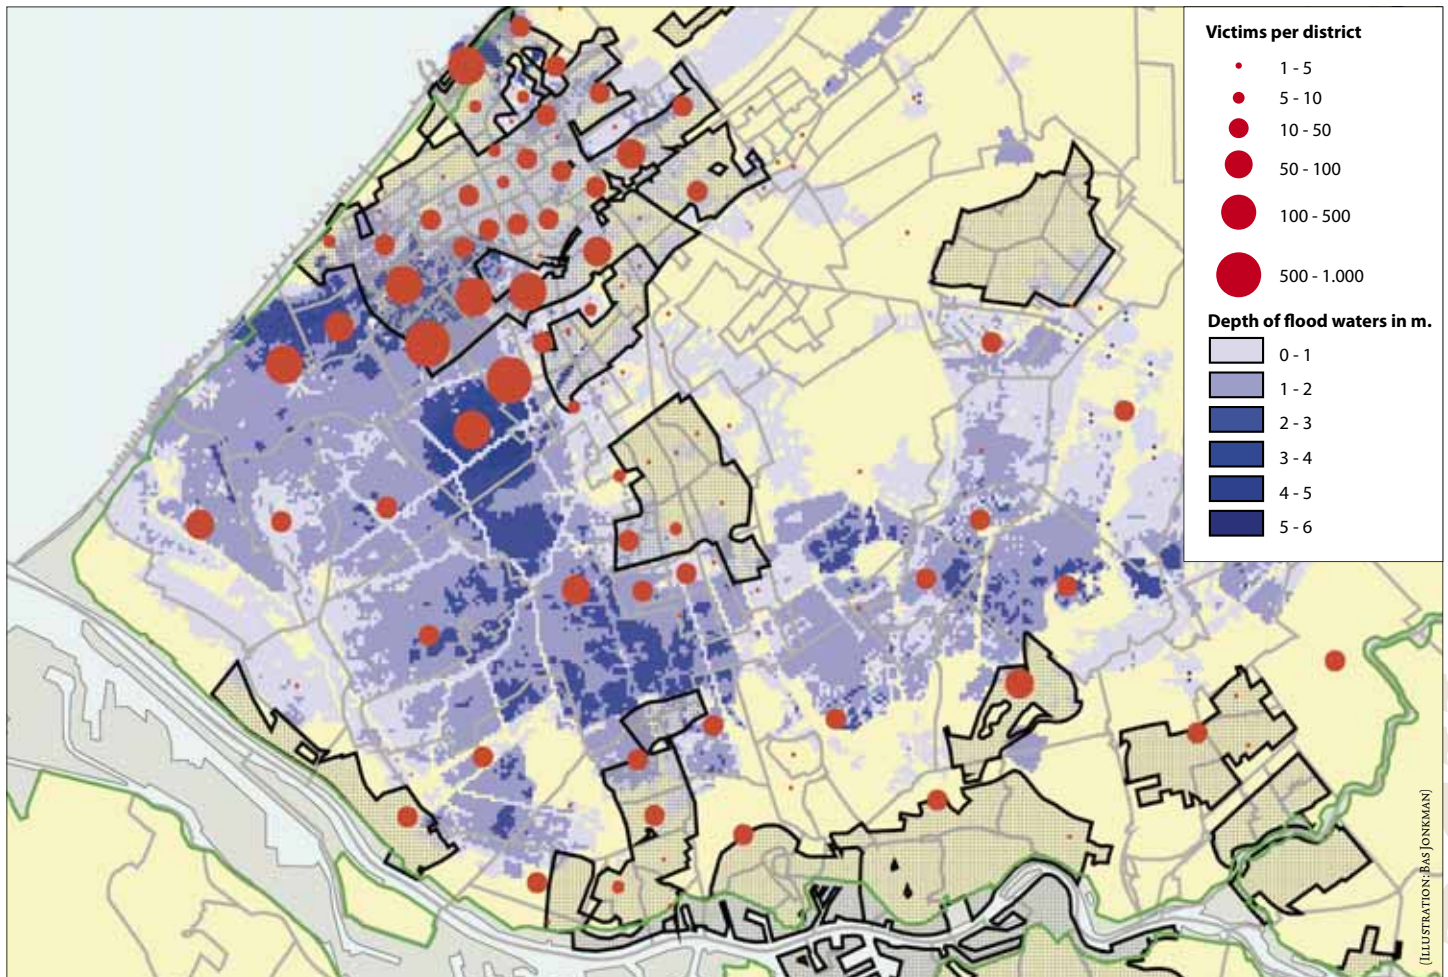 Victims per district
1 - 5
5 - 10
10 - 50
50 - 100
100 - 500
500 - 1.000
Depth of flood waters in m.
0 - 1
1 - 2
2 - 3
3 - 4
4 - 5
5 - 6
(Illustration: Bas Jonkman)